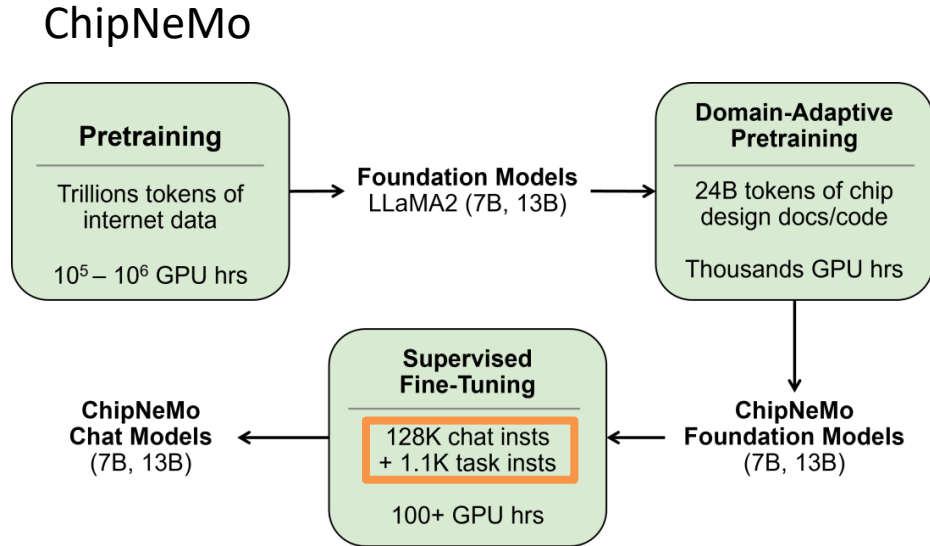 ChipNeMo
Pretraining
Trillions tokens of
internet data
10⁵ – 10⁶ GPU hrs
Foundation Models
LLaMA2 (7B, 13B)
Domain-Adaptive
Pretraining
24B tokens of chip
design docs/code
Thousands GPU hrs
ChipNeMo
Foundation Models
(7B, 13B)
Supervised
Fine-Tuning
128K chat insts
+ 1.1K task insts
100+ GPU hrs
ChipNeMo
Chat Models
(7B, 13B)